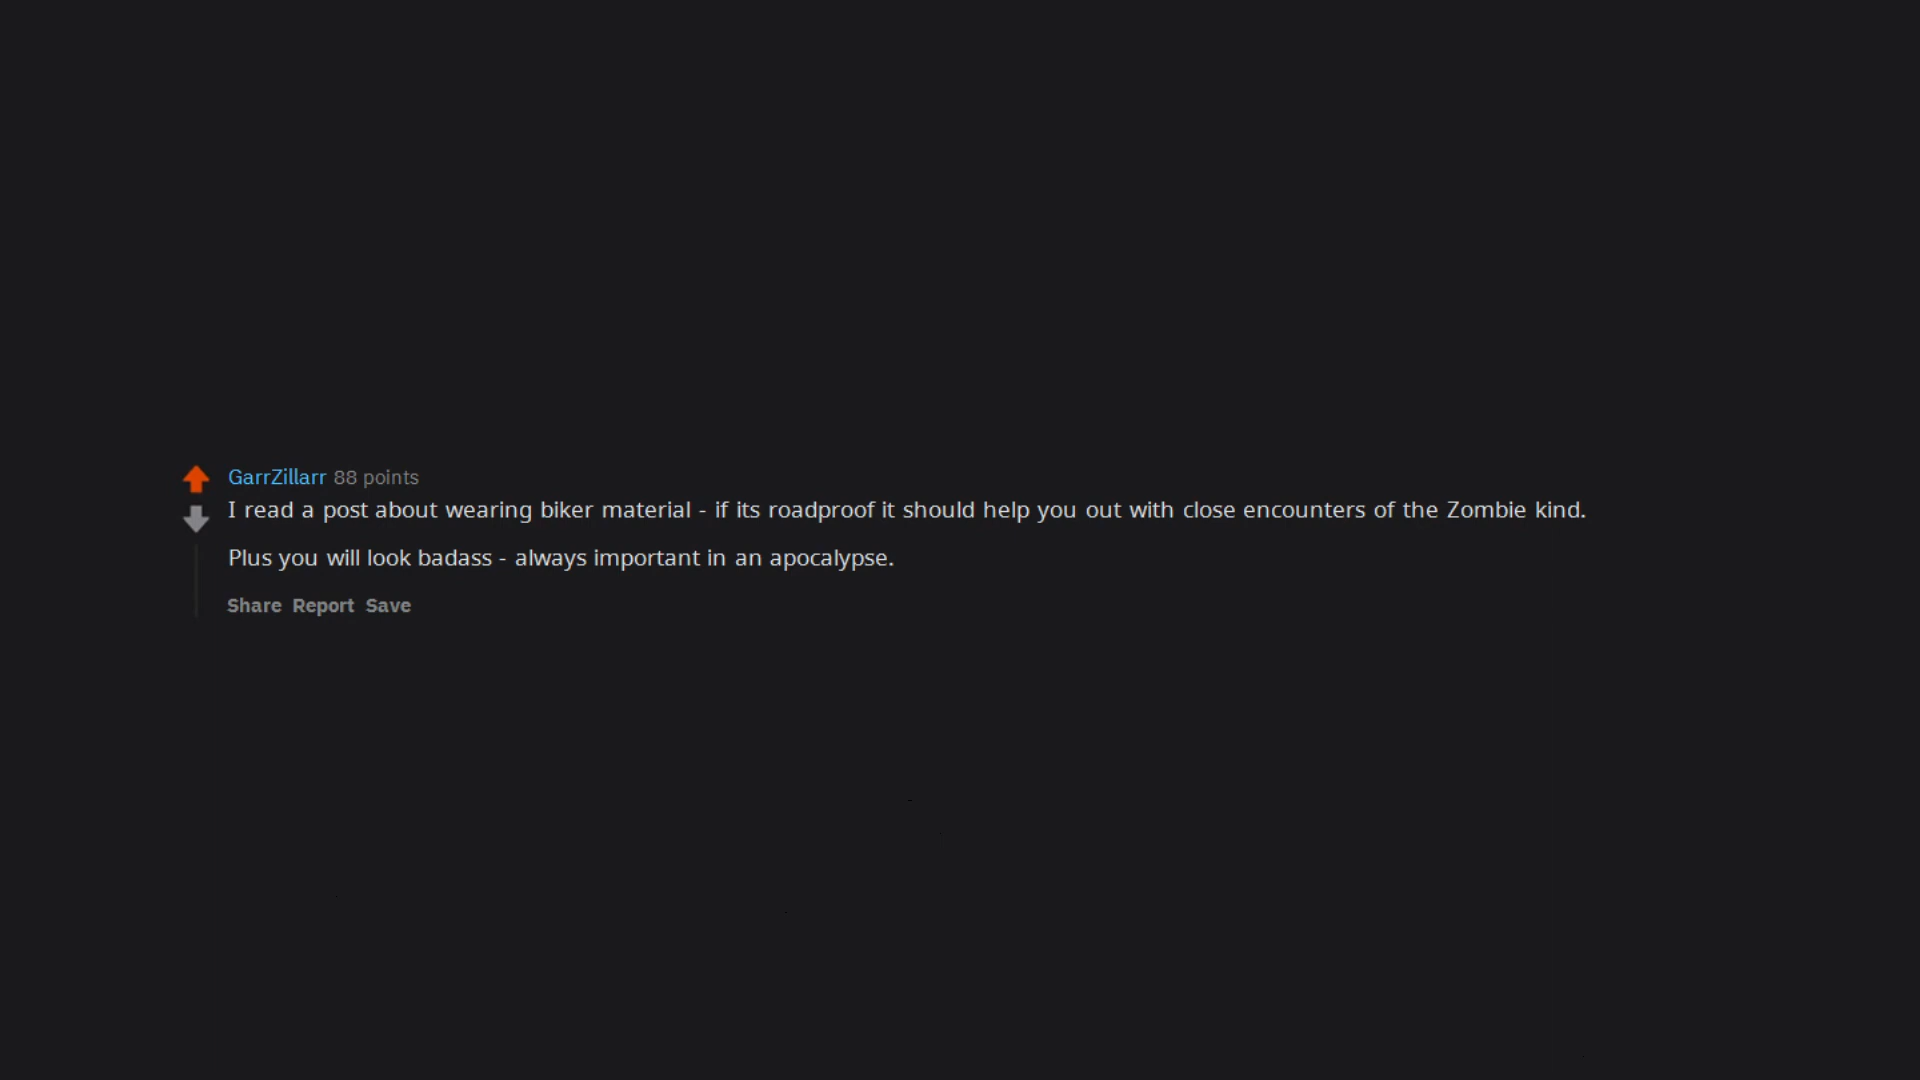 GarrZillarr 88 points
I read a post about wearing biker material - if its roadproof it should help you out with close encounters of the Zombie kind.
Plus you will look badass - always important in an apocalypse.
Share Report Save